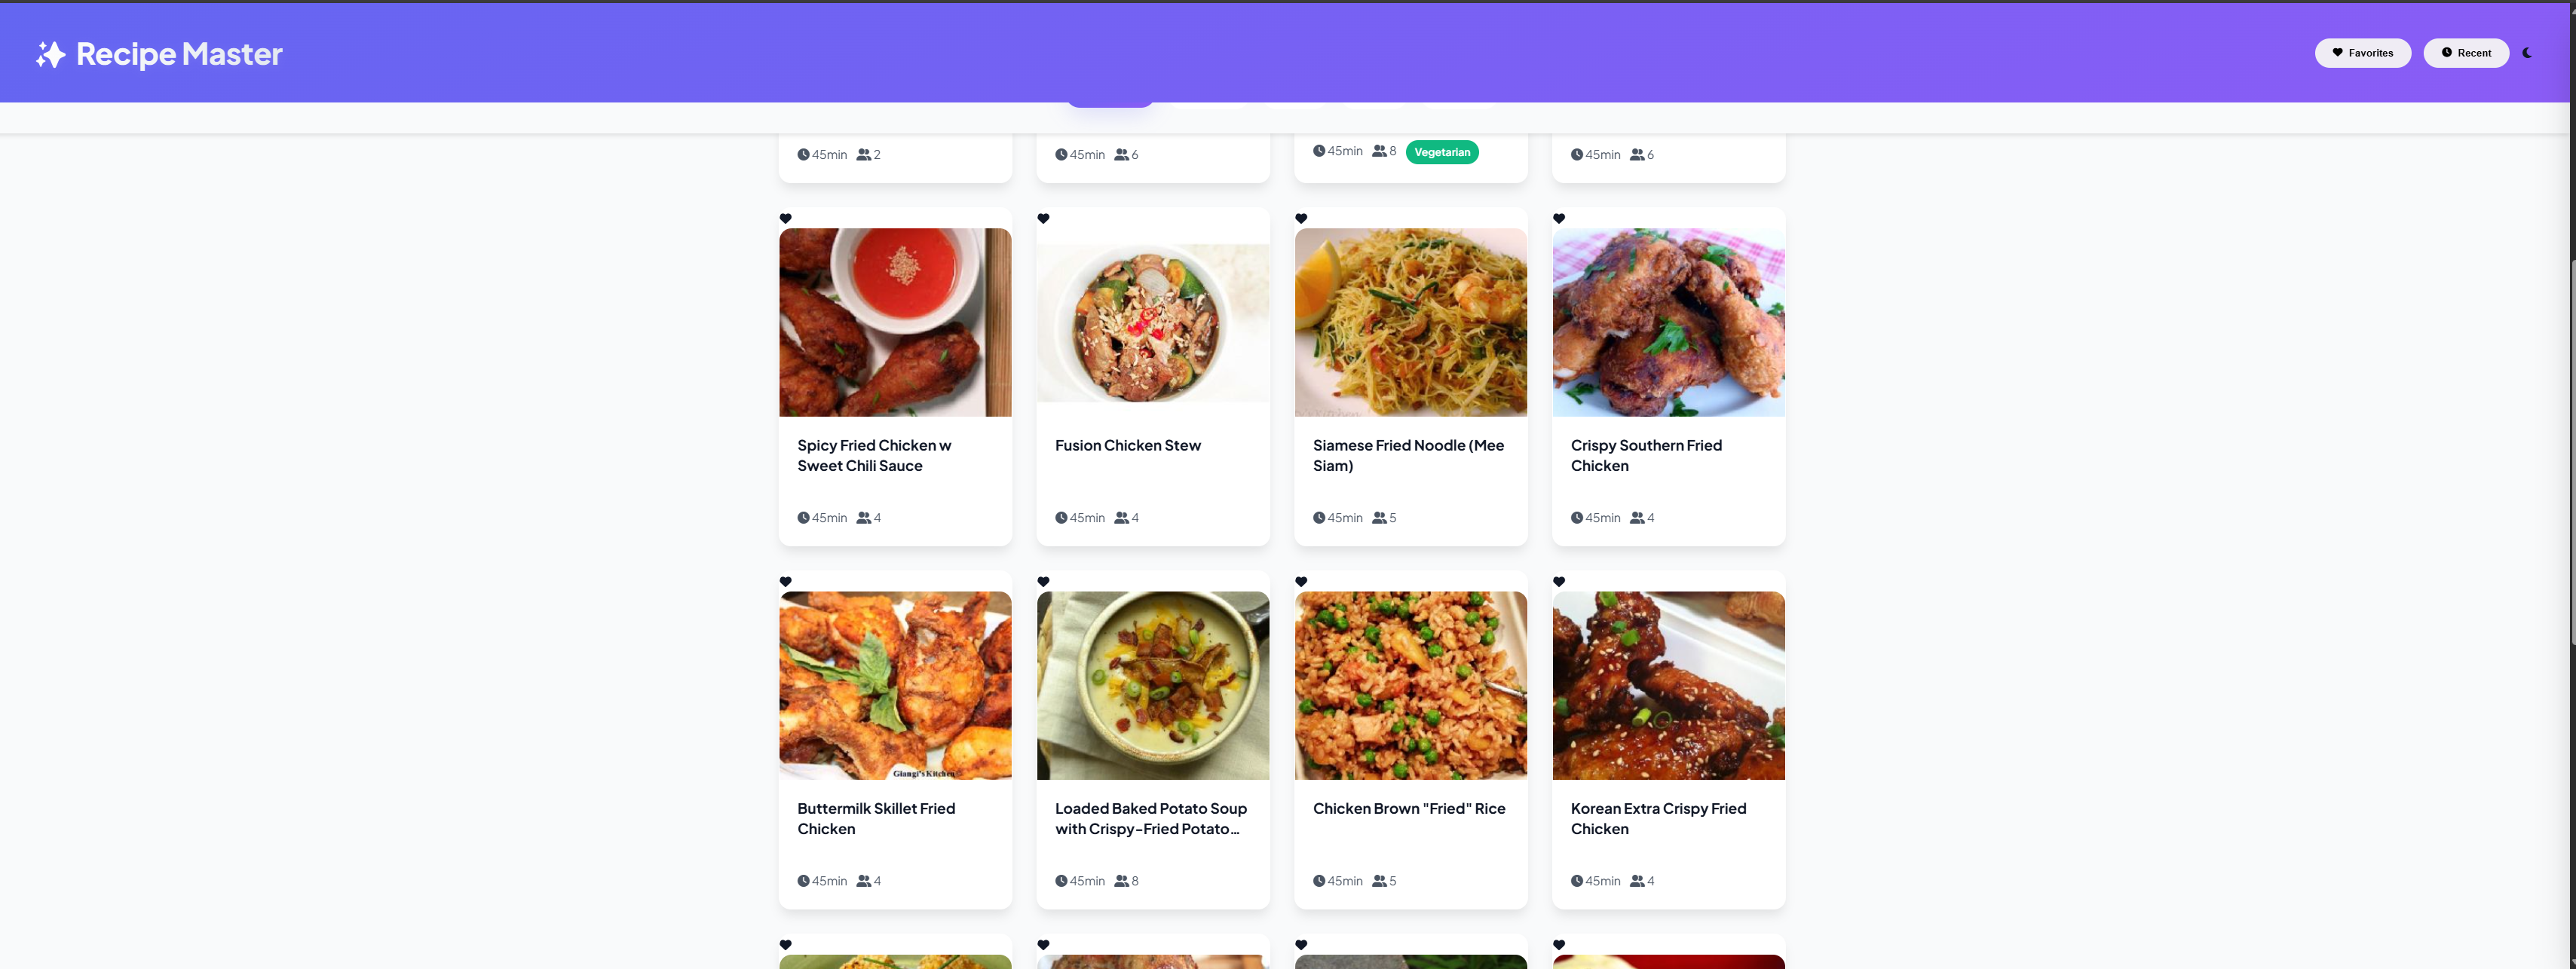 Recipe Master
Favorites
Recent
45min 2
45min 6
45min 8 Vegetarian
45min 6
Spicy Fried Chicken w
Sweet Chili Sauce
45min 4
Fusion Chicken Stew
45min 4
Siamese Fried Noodle (Mee
Siam)
45min 5
Crispy Southern Fried
Chicken
45min 4
Giangi's Kitchen
Buttermilk Skillet Fried
Chicken
45min 4
Loaded Baked Potato Soup
with Crispy-Fried Potato...
45min 8
Chicken Brown "Fried" Rice
45min 5
Korean Extra Crispy Fried
Chicken
45min 4